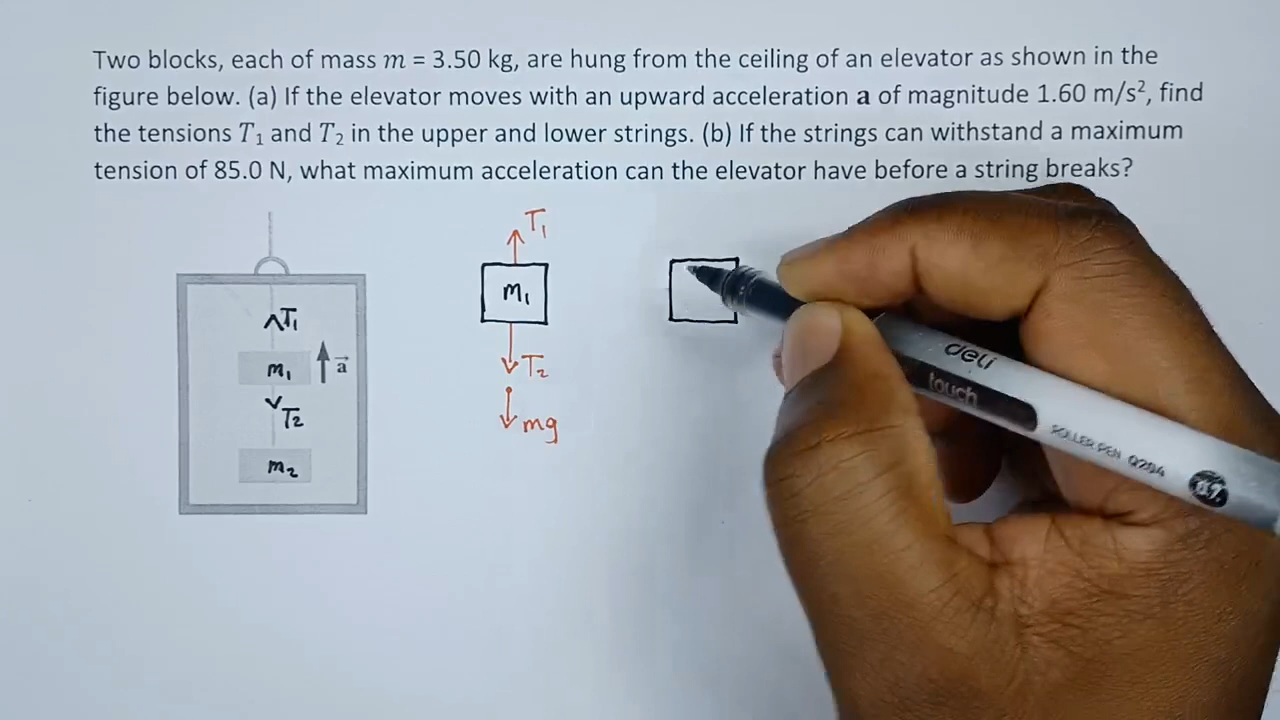 Two blocks, each of mass m = 3.50 kg, are hung from the ceiling of an elevator as shown in the
figure below. (a) If the elevator moves with an upward acceleration a of magnitude 1.60 m/s², find
the tensions T₁ and T₂ in the upper and lower strings. (b) If the strings can withstand a maximum
tension of 85.0 N, what maximum acceleration can the elevator have before a string breaks?
T₁
m₁
a⃗
T₂
m₂
T₁
m₁
T₂
mg
deli
touch
ROLLER PEN Q20A